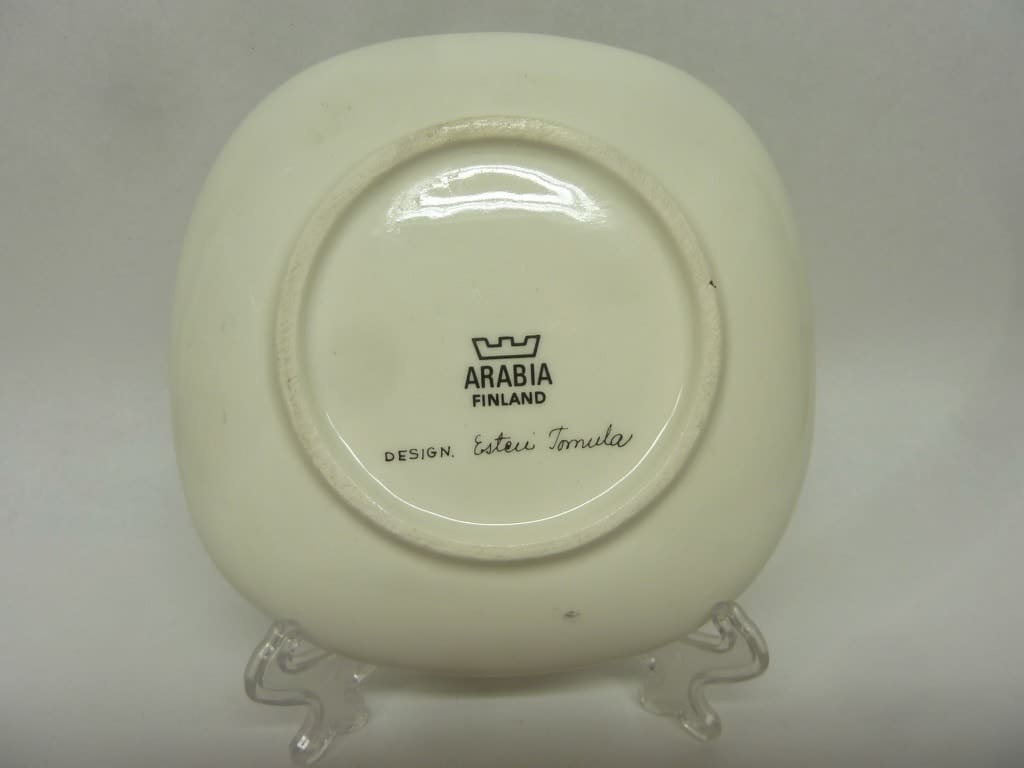 ARABIA
FINLAND
DESIGN. Esteri Tomula